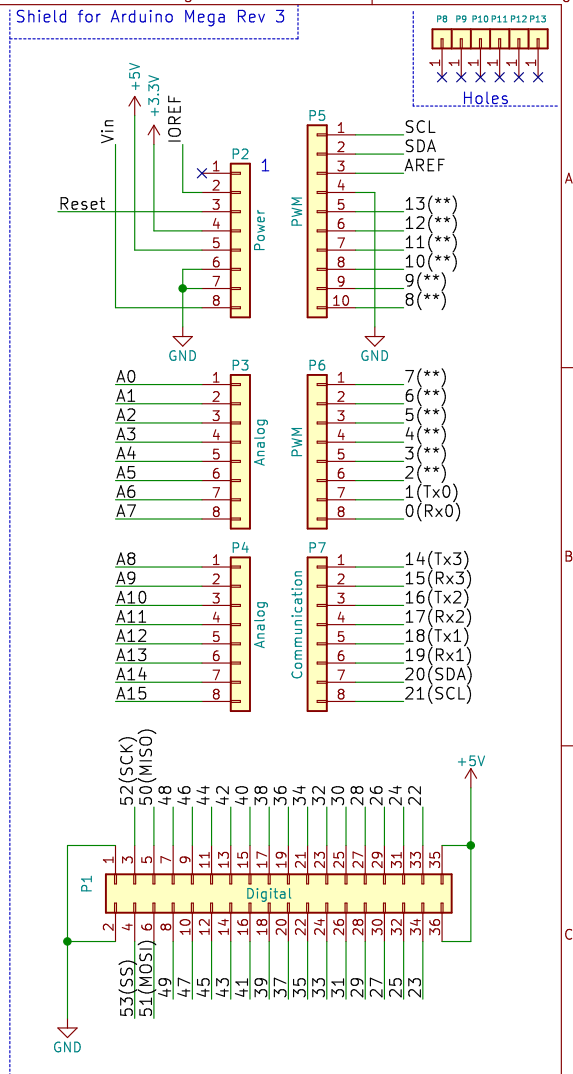 Shield for Arduino Mega Rev 3
P8 P9 P10 P11 P12 P13
1 1 1 1 1 1
Holes
+5V
+3.3V
IOREF
Vin
Reset
P2
1
1
2
3
4
5
6
7
8
Power
GND
P5
1 SCL
2 SDA
3 AREF
4
5 13(**)
6 12(**)
7 11(**)
8 10(**)
9 9(**)
10 8(**)
PWM
GND
A
P3
A0 1
A1 2
A2 3
A3 4
A4 5
A5 6
A6 7
A7 8
Analog
P6
1 7(**)
2 6(**)
3 5(**)
4 4(**)
5 3(**)
6 2(**)
7 1(Tx0)
8 0(Rx0)
PWM
B
P4
A8 1
A9 2
A10 3
A11 4
A12 5
A13 6
A14 7
A15 8
Analog
P7
1 14(Tx3)
2 15(Rx3)
3 16(Tx2)
4 17(Rx2)
5 18(Tx1)
6 19(Rx1)
7 20(SDA)
8 21(SCL)
Communication
+5V
52(SCK) 50(MISO) 48 46 44 42 40 38 36 34 32 30 28 26 24 22
1 3 5 7 9 11 13 15 17 19 21 23 25 27 29 31 33 35
P1
Digital
2 4 6 8 10 12 14 16 18 20 22 24 26 28 30 32 34 36
53(SS) 51(MOSI) 49 47 45 43 41 39 37 35 33 31 29 27 25 23
GND
C